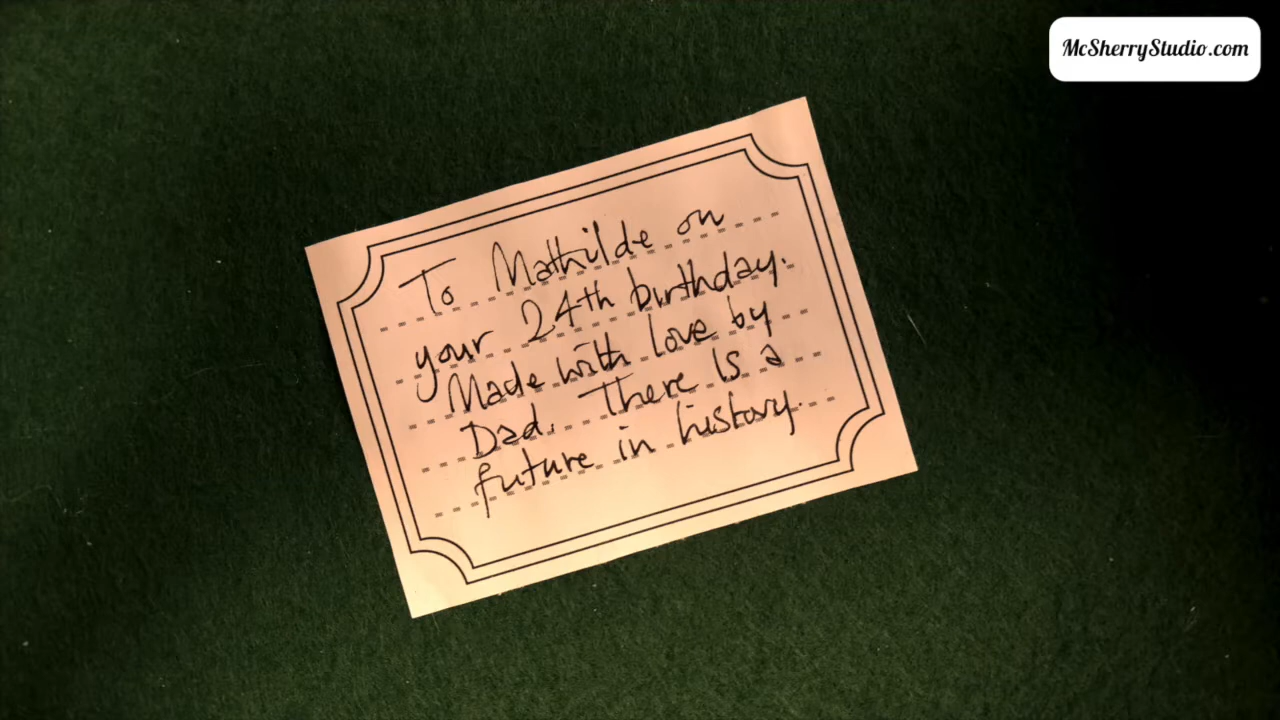 McSherryStudio.com
To Mathilde on
your 24th birthday.
Made with love by
Dad. There is a
future in history.